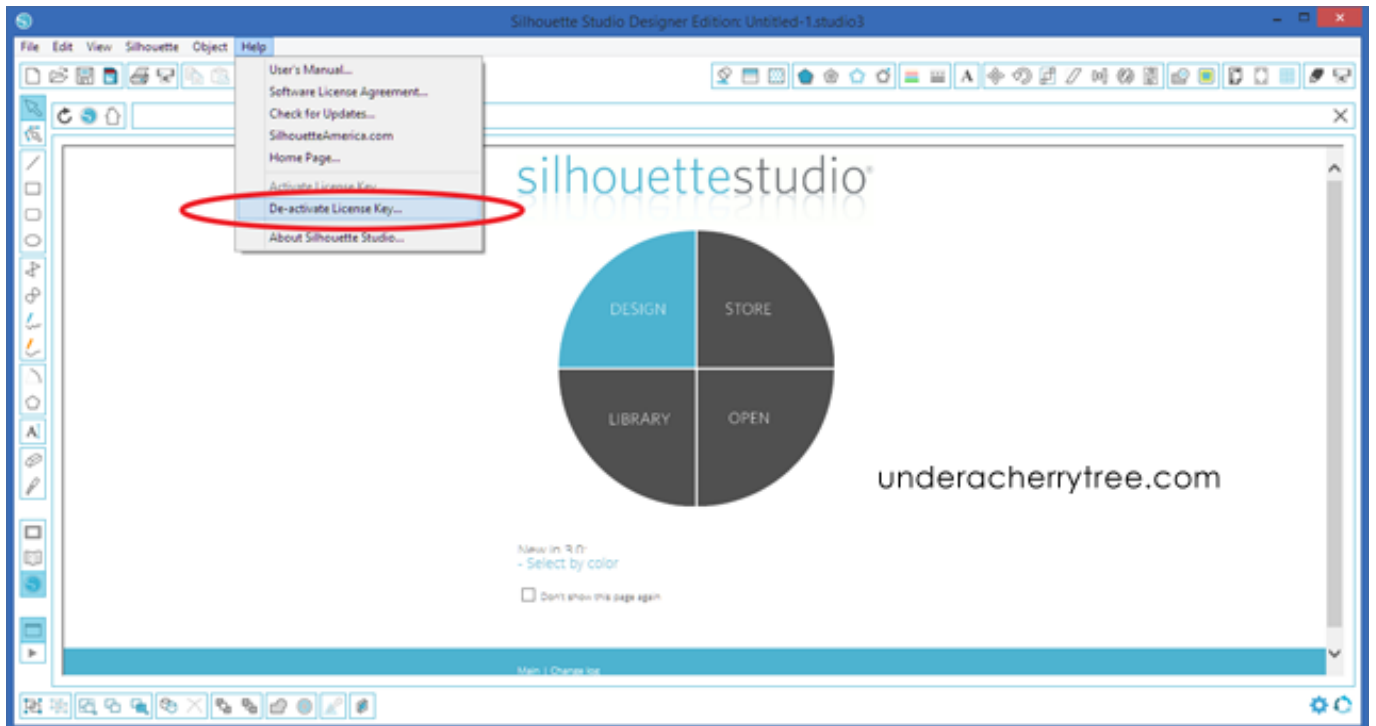 Silhouette Studio Designer Edition: Untitled-1.studio3
File Edit View Silhouette Object Help
User's Manual...
Software License Agreement...
Check for Updates...
SilhouetteAmerica.com
Home Page...
Activate License Key...
De-activate License Key...
About Silhouette Studio...
silhouettestudio®
DESIGN
STORE
LIBRARY
OPEN
underacherrytree.com
New in 3.0:
- Select by color
Don't show this page again
Main | Change log